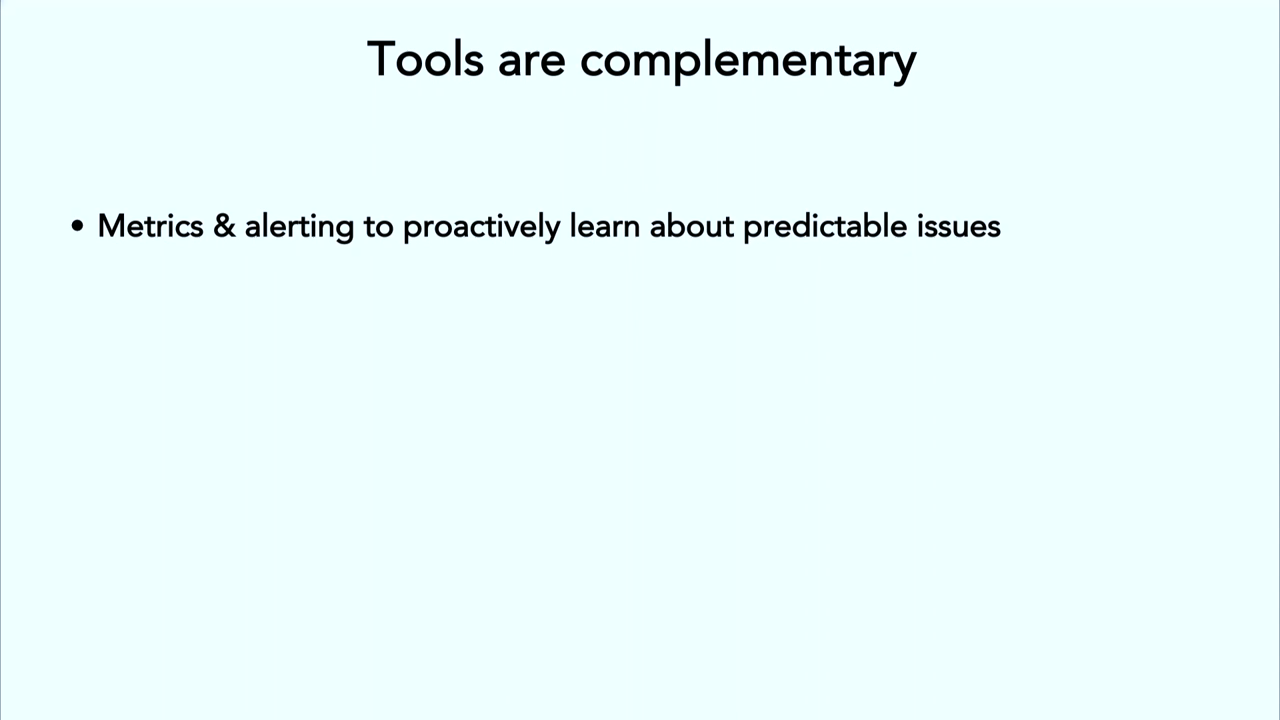 Tools are complementary
• Metrics & alerting to proactively learn about predictable issues